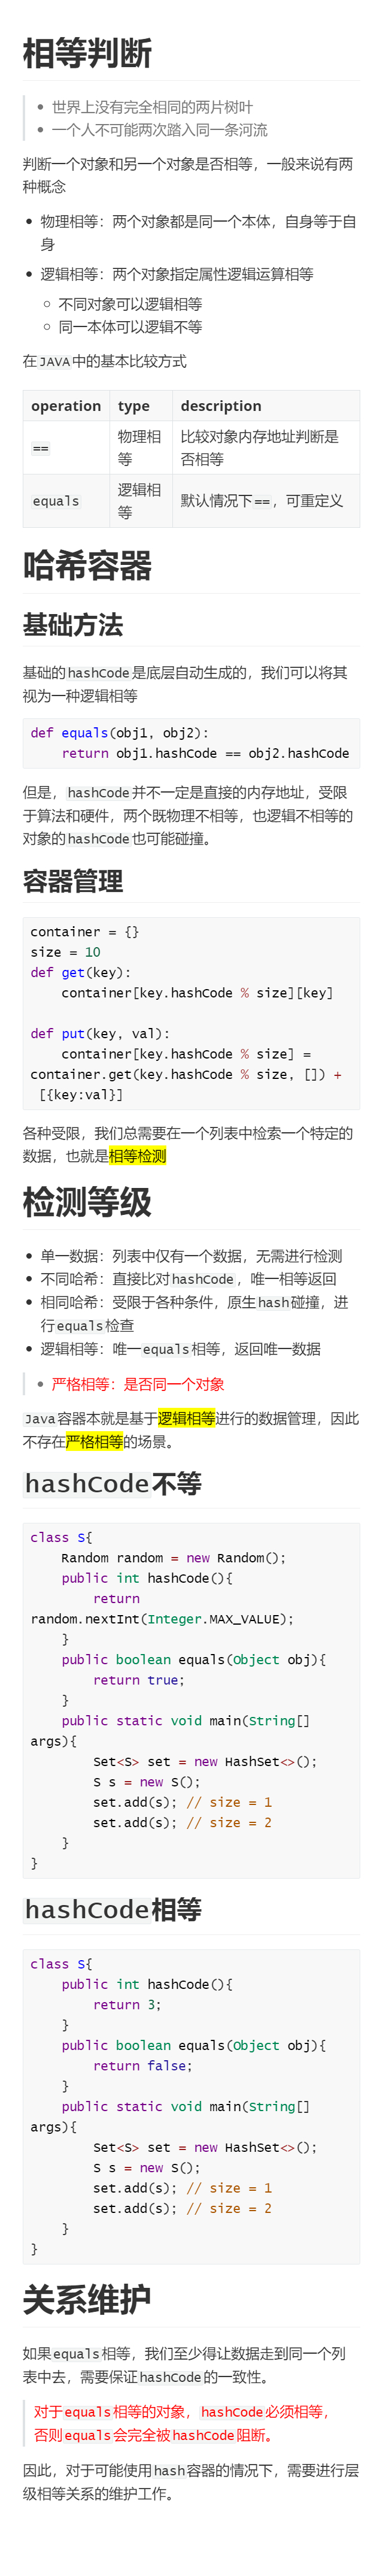 相等判断
世界上没有完全相同的两片树叶
一个人不可能两次踏入同一条河流
判断一个对象和另一个对象是否相等，一般来说有两
种概念
物理相等：两个对象都是同一个本体，自身等于自
身
逻辑相等：两个对象指定属性逻辑运算相等
不同对象可以逻辑相等
同一本体可以逻辑不等
在JAVA中的基本比较方式
operation type description
== 物理相等 比较对象内存地址判断是否相等
equals 逻辑相等 默认情况下==，可重定义
哈希容器
基础方法
基础的hashCode是底层自动生成的，我们可以将其
视为一种逻辑相等
def equals(obj1, obj2):
    return obj1.hashCode == obj2.hashCode
但是，hashCode并不一定是直接的内存地址，受限
于算法和硬件，两个既物理不相等，也逻辑不相等的
对象的hashCode也可能碰撞。
容器管理
container = {}
size = 10
def get(key):
    container[key.hashCode % size][key]
def put(key, val):
    container[key.hashCode % size] =
container.get(key.hashCode % size, []) +
 [{key:val}]
各种受限，我们总需要在一个列表中检索一个特定的
数据，也就是相等检测
检测等级
单一数据：列表中仅有一个数据，无需进行检测
不同哈希：直接比对hashCode，唯一相等返回
相同哈希：受限于各种条件，原生hash碰撞，进
行equals检查
逻辑相等：唯一equals相等，返回唯一数据
严格相等：是否同一个对象
Java容器本就是基于逻辑相等进行的数据管理，因此
不存在严格相等的场景。
hashCode不等
class S{
    Random random = new Random();
    public int hashCode(){
        return
random.nextInt(Integer.MAX_VALUE);
    }
    public boolean equals(Object obj){
        return true;
    }
    public static void main(String[]
args){
        Set<S> set = new HashSet<>();
        S s = new S();
        set.add(s); // size = 1
        set.add(s); // size = 2
    }
}
hashCode相等
class S{
    public int hashCode(){
        return 3;
    }
    public boolean equals(Object obj){
        return false;
    }
    public static void main(String[]
args){
        Set<S> set = new HashSet<>();
        S s = new S();
        set.add(s); // size = 1
        set.add(s); // size = 2
    }
}
关系维护
如果equals相等，我们至少得让数据走到同一个列
表中去，需要保证hashCode的一致性。
对于equals相等的对象，hashCode必须相等，
否则equals会完全被hashCode阻断。
因此，对于可能使用hash容器的情况下，需要进行层
级相等关系的维护工作。